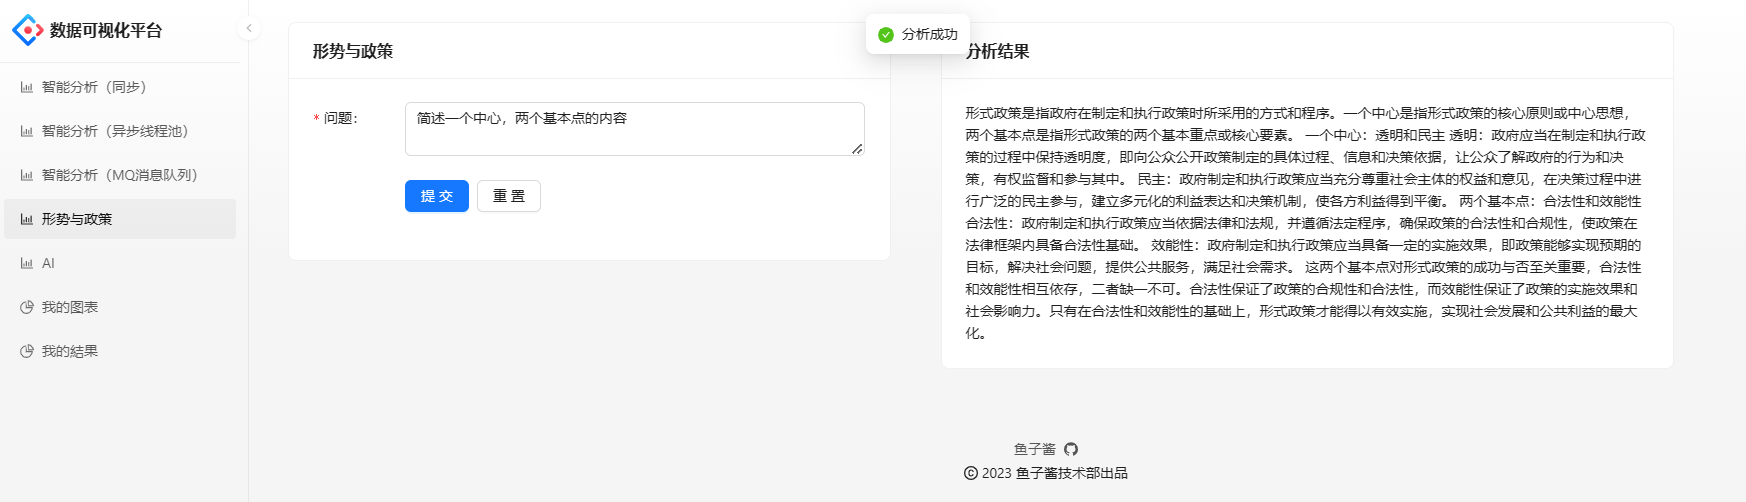 数据可视化平台
智能分析（同步）
智能分析（异步线程池）
智能分析（MQ消息队列）
形势与政策
AI
我的图表
我的結果
形势与政策
* 问题：
简述一个中心，两个基本点的内容
提 交
重 置
分析成功
分析结果
形式政策是指政府在制定和执行政策时所采用的方式和程序。一个中心是指形式政策的核心原则或中心思想，
两个基本点是指形式政策的两个基本重点或核心要素。 一个中心：透明和民主 透明：政府应当在制定和执行政
策的过程中保持透明度，即向公众公开政策制定的具体过程、信息和决策依据，让公众了解政府的行为和决
策，有权监督和参与其中。 民主：政府制定和执行政策应当充分尊重社会主体的权益和意见，在决策过程中进
行广泛的民主参与，建立多元化的利益表达和决策机制，使各方利益得到平衡。 两个基本点：合法性和效能性
合法性：政府制定和执行政策应当依据法律和法规，并遵循法定程序，确保政策的合法性和合规性，使政策在
法律框架内具备合法性基础。 效能性：政府制定和执行政策应当具备一定的实施效果，即政策能够实现预期的
目标，解决社会问题，提供公共服务，满足社会需求。 这两个基本点对形式政策的成功与否至关重要，合法性
和效能性相互依存，二者缺一不可。合法性保证了政策的合规性和合法性，而效能性保证了政策的实施效果和
社会影响力。只有在合法性和效能性的基础上，形式政策才能得以有效实施，实现社会发展和公共利益的最大
化。
鱼子酱
© 2023 鱼子酱技术部出品